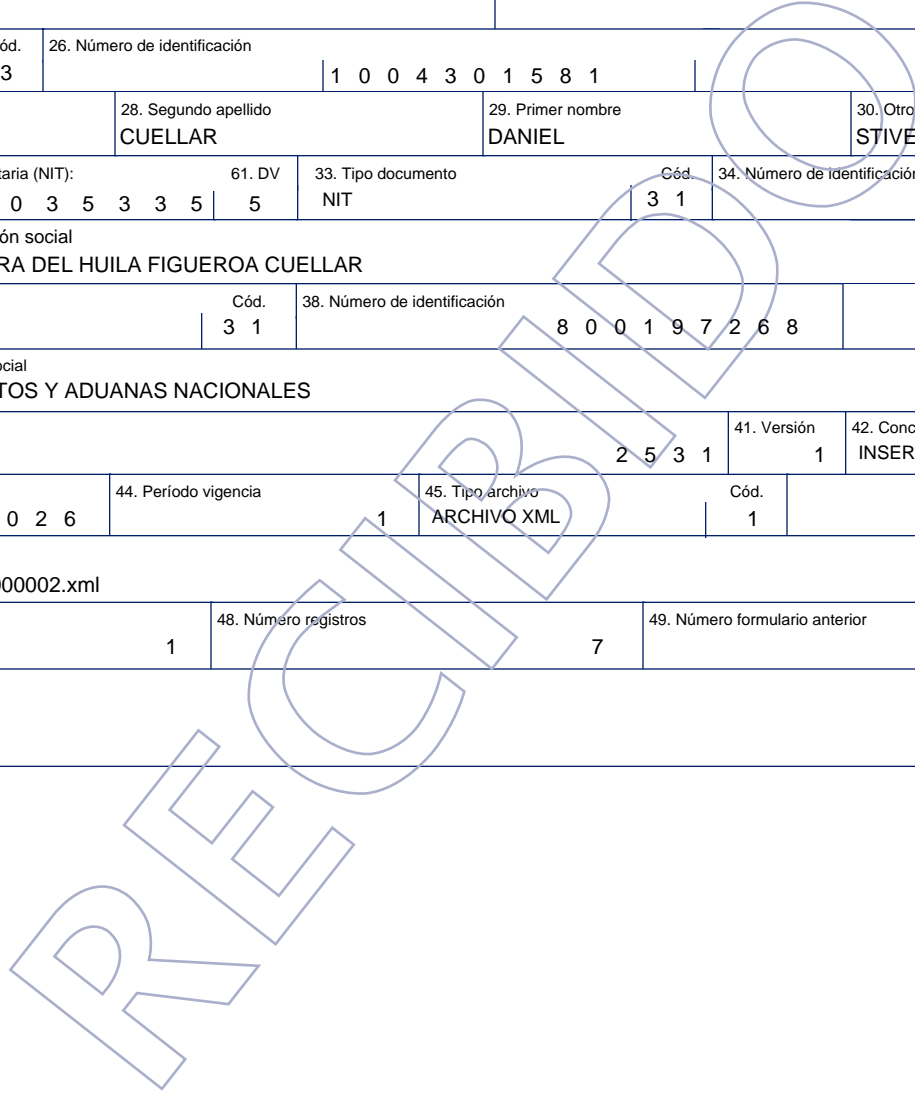 ód. 26. Número de identificación
3 1 0 0 4 3 0 1 5 8 1
28. Segundo apellido 29. Primer nombre 30. Otro
CUELLAR DANIEL STIVE
taria (NIT): 61. DV 33. Tipo documento Cód. 34. Número de identificación
0 3 5 3 3 5 5 NIT 3 1
ón social
RA DEL HUILA FIGUEROA CUELLAR
Cód. 38. Número de identificación
3 1 8 0 0 1 9 7 2 6 8
ocial
TOS Y ADUANAS NACIONALES
41. Versión 42. Conc
2 5 3 1 1 INSER
44. Período vigencia 45. Tipo archivo Cód.
0 2 6 1 ARCHIVO XML 1
000002.xml
48. Número registros 49. Número formulario anterior
1 7
RECIBIDO